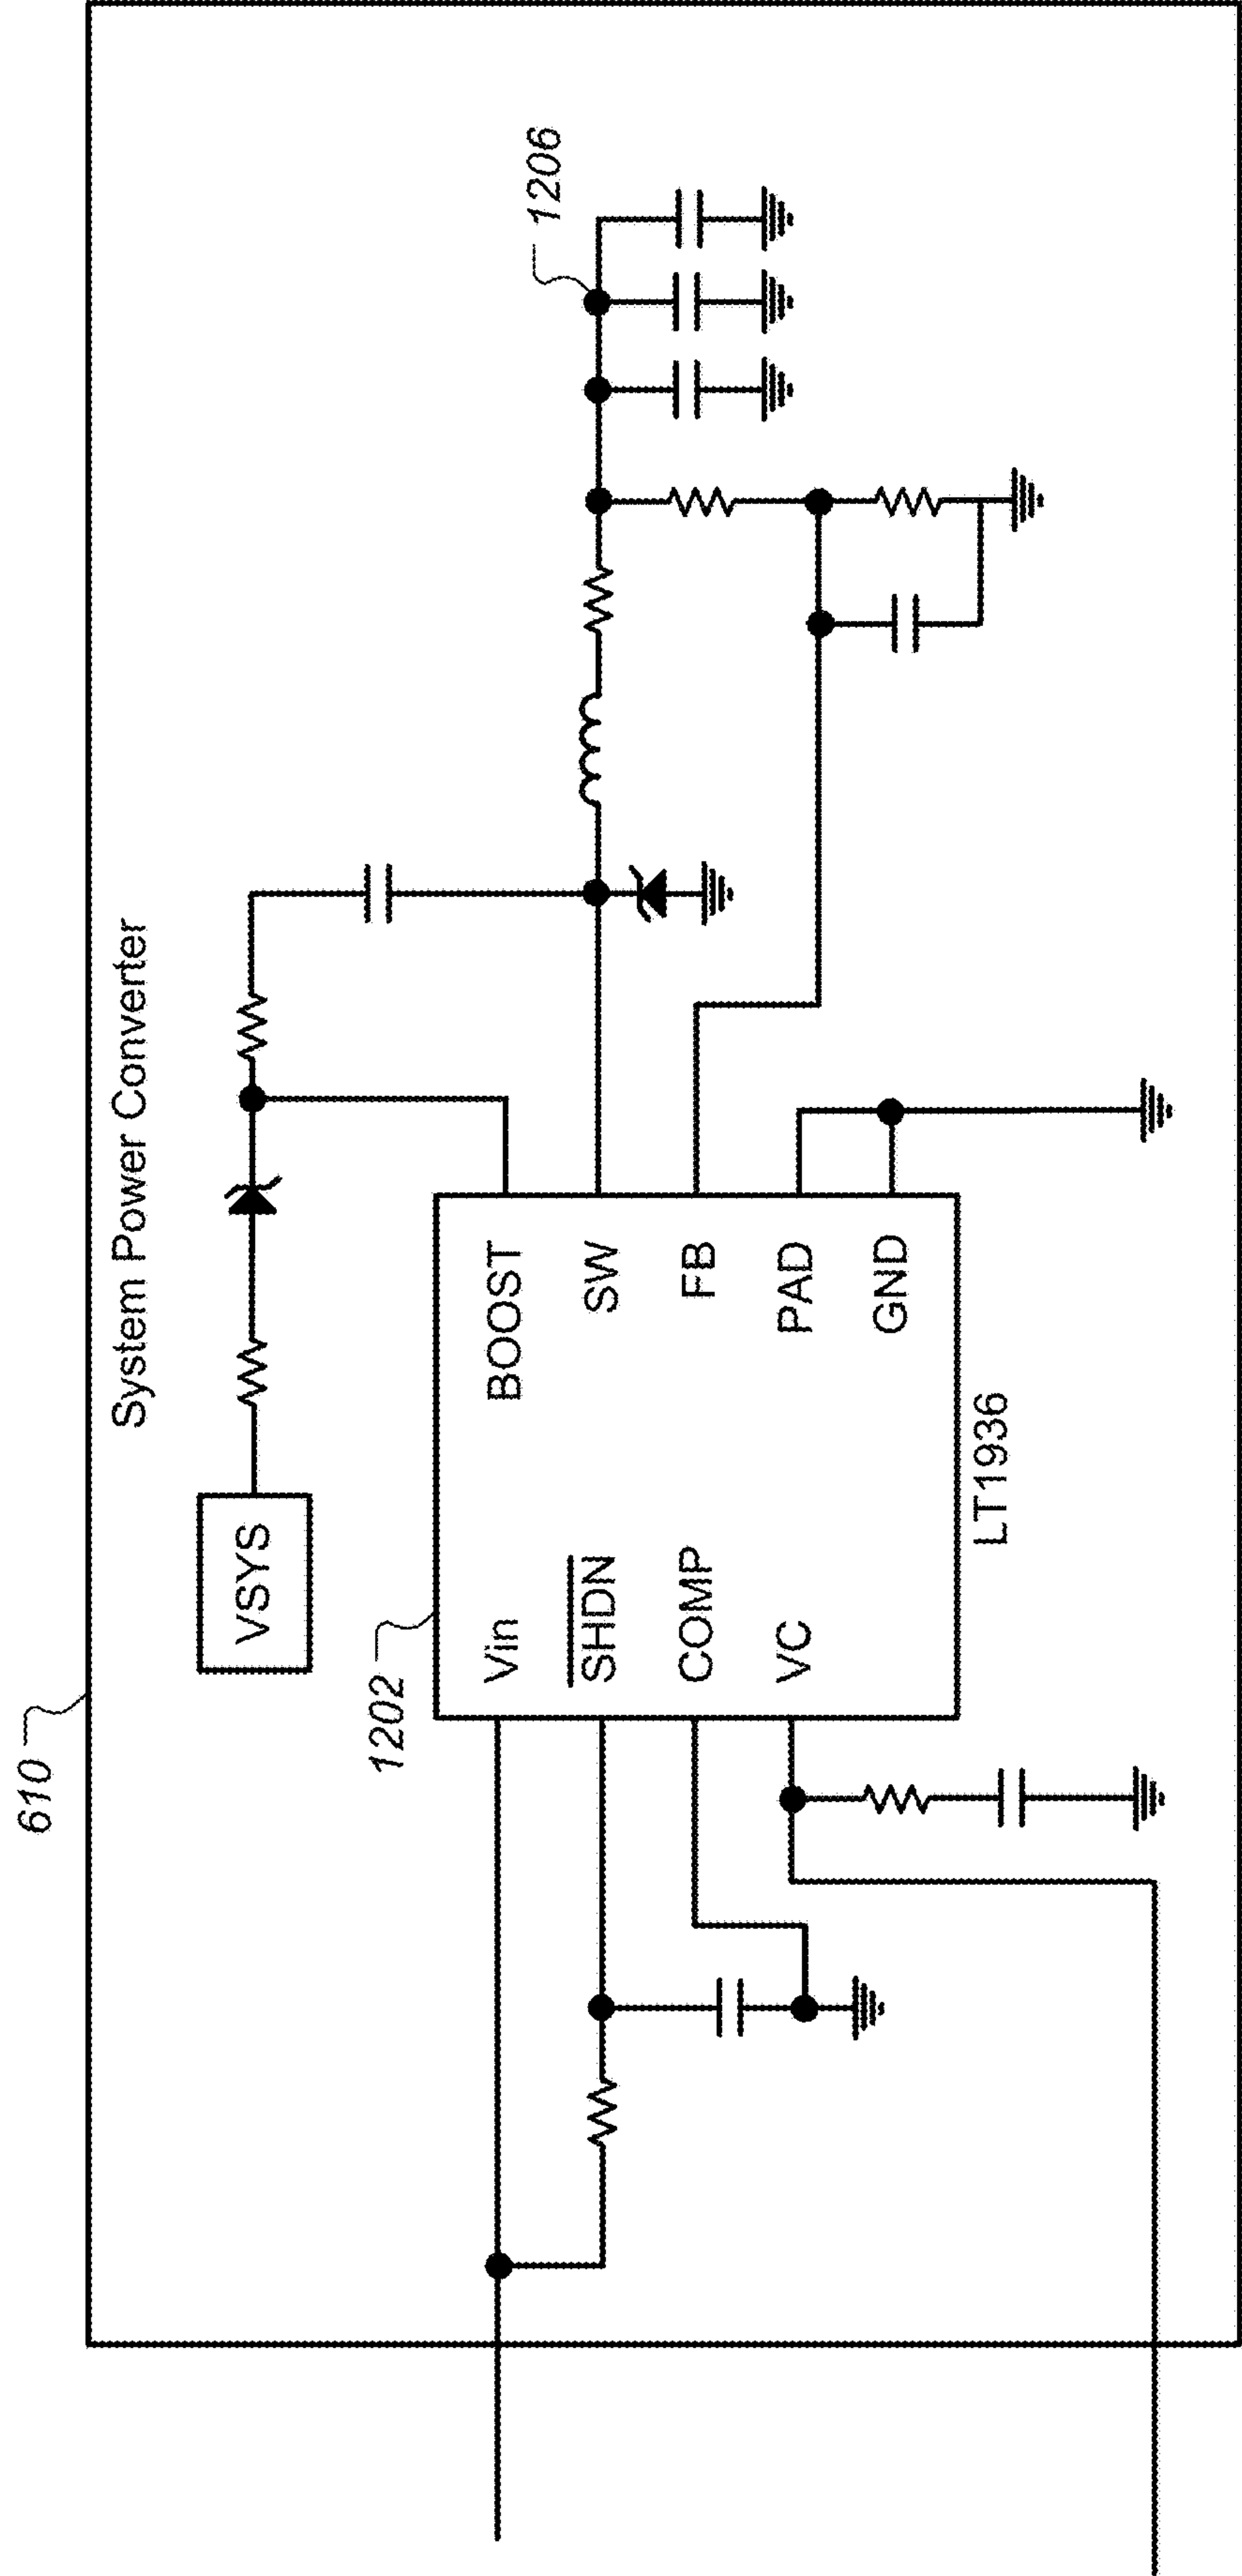 610
System Power Converter
VSYS
1202
1206
Vin
BOOST
SHDN
SW
COMP
FB
VC
PAD
GND
LT1936